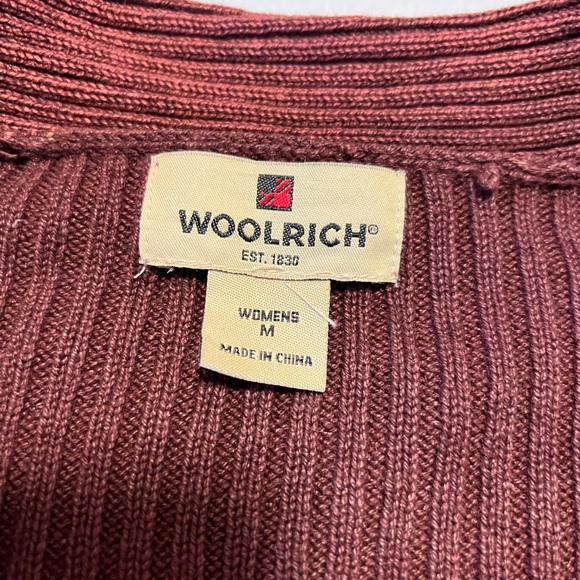 WOOLRICH®
EST. 1830
WOMENS
M
MADE IN CHINA